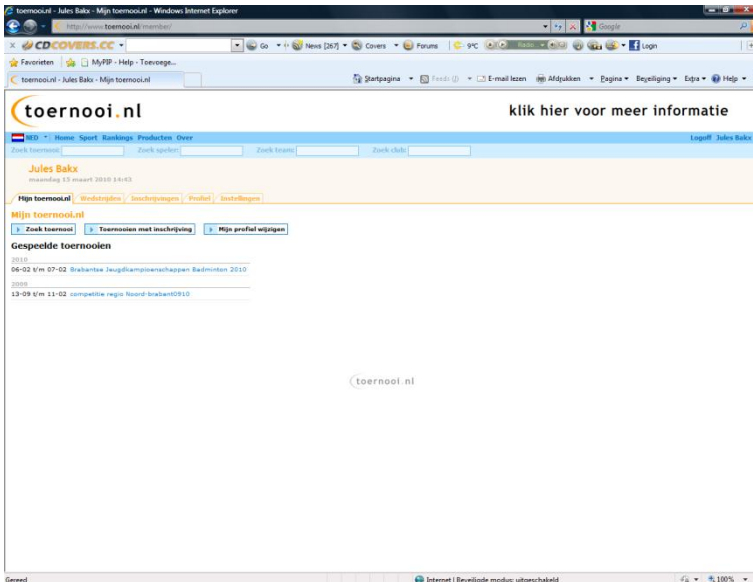 toernooi.nl - Jules Bakx - Mijn toernooi.nl - Windows Internet Explorer
http://www.toernooi.nl/member/
Google
CDCOVERS.CC Go News [267] Covers Forums 9°C Radio Login
Favorieten MyPIP - Help - Toevoege...
toernooi.nl - Jules Bakx - Mijn toernooi.nl
Startpagina Feeds E-mail lezen Afdrukken Pagina Beveiliging Extra Help
toernooi.nl
klik hier voor meer informatie
NED Home Sport Rankings Producten Over Logoff Jules Bakx
Zoek toernooi: Zoek speler: Zoek team: Zoek club:
Jules Bakx
maandag 15 maart 2010 14:43
Mijn toernooi.nl Wedstrijden Inschrijvingen Profiel Instellingen
Mijn toernooi.nl
Zoek toernooi Toernooien met inschrijving Mijn profiel wijzigen
Gespeelde toernooien
2010
06-02 t/m 07-02 Brabantse Jeugdkampioenschappen Badminton 2010
2009
13-09 t/m 11-02 competitie regio Noord-brabant0910
toernooi.nl
Gereed Internet | Beveiligde modus: uitgeschakeld 100%